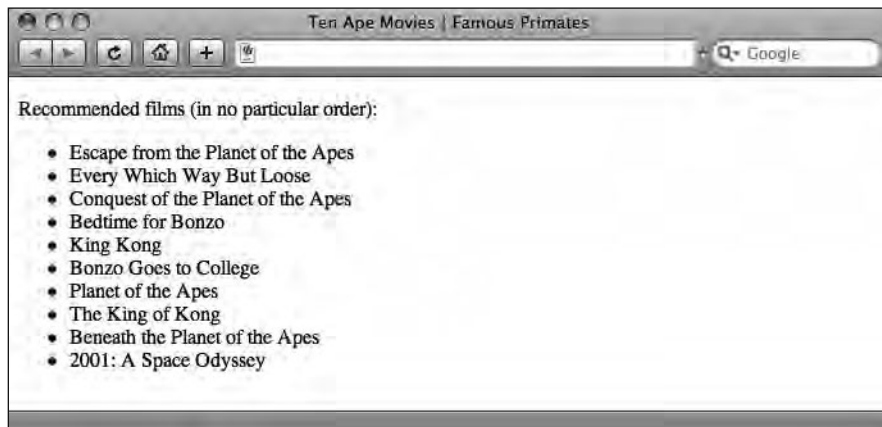 Ten Ape Movies | Famous Primates
Google
Recommended films (in no particular order):
• Escape from the Planet of the Apes
• Every Which Way But Loose
• Conquest of the Planet of the Apes
• Bedtime for Bonzo
• King Kong
• Bonzo Goes to College
• Planet of the Apes
• The King of Kong
• Beneath the Planet of the Apes
• 2001: A Space Odyssey